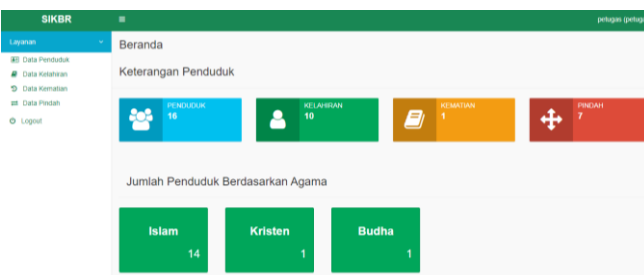 SIKBR
petugas (petuga
Layanan
Data Penduduk
Data Kelahiran
Data Kematian
Data Pindah
Logout
Beranda
Keterangan Penduduk
PENDUDUK
16
KELAHIRAN
10
KEMATIAN
1
PINDAH
7
Jumlah Penduduk Berdasarkan Agama
Islam
14
Kristen
1
Budha
1